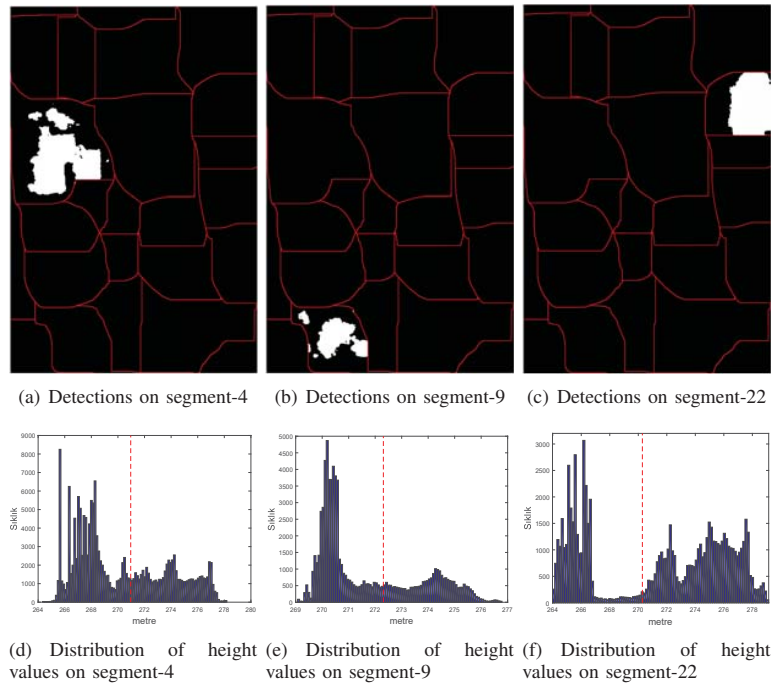 (a) Detections on segment-4
(b) Detections on segment-9
(c) Detections on segment-22
9000
8000
7000
6000
5000
4000
3000
2000
1000
0
Sıklık
264 266 268 270 272 274 276 278 280
metre
5000
4500
4000
3500
3000
2500
2000
1500
1000
500
0
Sıklık
269 270 271 272 273 274 275 276 277
metre
3000
2500
2000
1500
1000
500
0
Sıklık
264 266 268 270 272 274 276 278
metre
(d) Distribution of height
values on segment-4
(e) Distribution of height
values on segment-9
(f) Distribution of height
values on segment-22